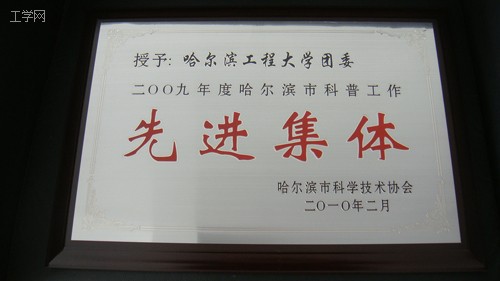 工学网
授予: 哈尔滨工程大学团委
二OO九年度哈尔滨市科普工作
先进集体
哈尔滨市科学技术协会
二O一O年二月